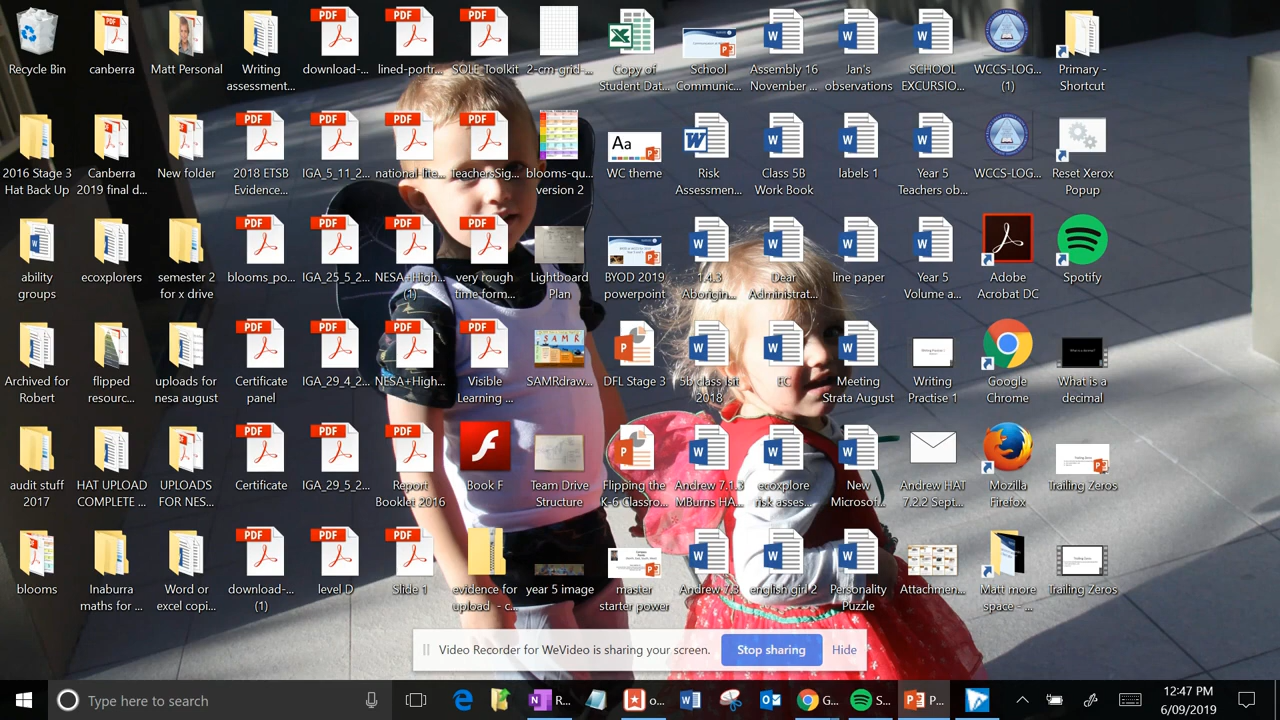 Recycle Bin
canberra
Matt Personal
Writing assessment...
download-...
lined-portr...
SOLE_Toolkit
2-cm-grid-...
Copy of Student Dat...
School Communic...
Assembly 16 November ...
Jan's observations
SCHOOL EXCURSIO...
WCCS-LOG... (1)
Primary - Shortcut
2016 Stage 3 Hat Back Up
Canberra 2019 final d...
New folder
2018 ETSB Evidence...
IGA_5_11_2...
national-lite...
TeachersSig...
blooms-qu... version 2
WC theme
Risk Assessmen...
Class 5B Work Book
labels 1
Year 5 Teachers ob...
WCCS-LOG...
Reset Xerox Popup
ability groups
ecoxplorers
semester 2 for x drive
blooms_po...
IGA_25_5_2...
NESA+High... (1)
very rough time form...
Lightboard Plan
BYOD 2019 powerpoint
1.4.3 Aborigin...
Dear Administrat...
line paper
Year 5 Volume a...
Adobe Acrobat DC
Spotify
Archived for Robert
flipped resourc...
uploads for nesa august
Certificate panel
IGA_29_4_2...
NESA+High...
Visible Learning ...
SAMRdraw...
DFL Stage 3
5b class lsit 2018
EC
Meeting Strata August
Writing Practise 1
Google Chrome
What is a decimal
audit stuff
HAT UPLOAD COMPLETE ...
UPLOADS FOR NES...
Certificate
IGA_29_5_2...
Report Booklet 2016
Book F
Team Drive Structure
Flipping the K-6 Classro...
Andrew 7.1.3 MBurns HA...
ecoxplore risk asses...
New Microsof...
Andrew HAT 7.2.2 Sept...
Mozilla Firefox
Trailing Zeros
blooms
Inaburra maths for ...
Word or excel copi...
download-... (1)
level D
Slide 1
evidence for upload - c...
year 5 image
master starter power
Andrew 7.3
english girl 2
Personality Puzzle
Attachmen...
Matt more space - ...
Trailing Zeros
Video Recorder for WeVideo is sharing your screen.
Stop sharing
Hide
Type here to search
R...
o...
G...
S...
P...
12:47 PM
6/09/2019